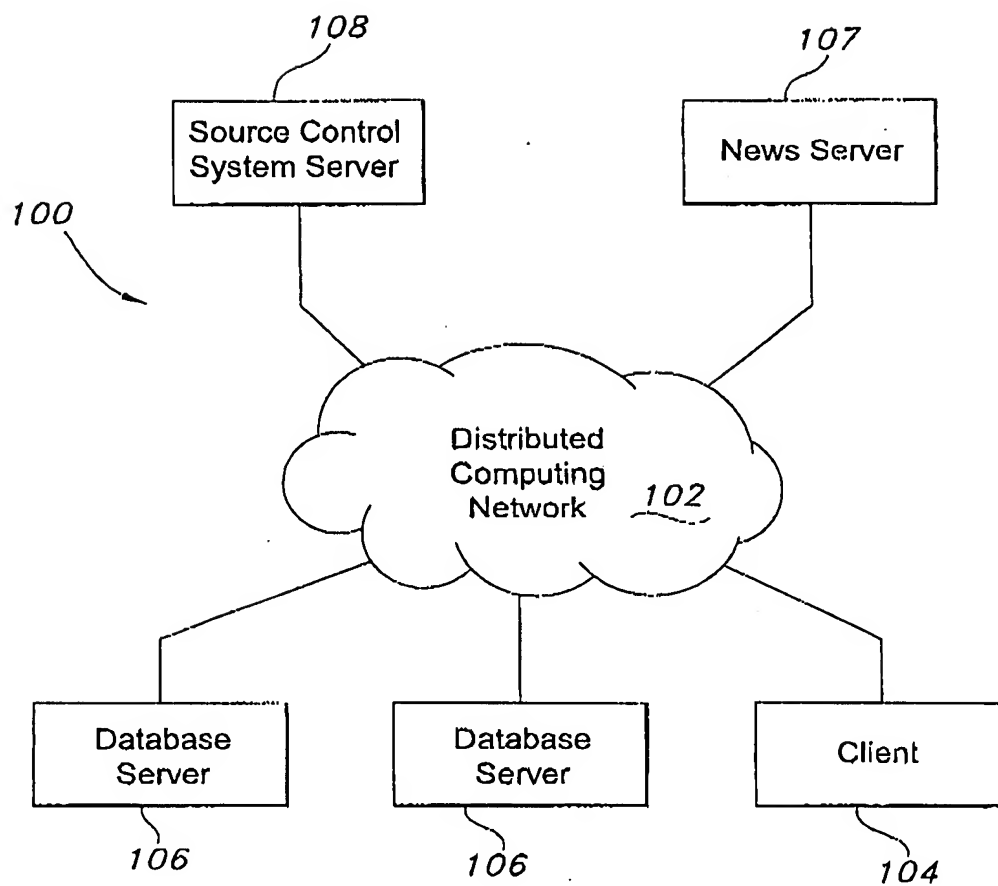 108
107
Source Control
System Server
News Server
100
Distributed
Computing
Network
102
Database
Server
Database
Server
Client
106
106
104